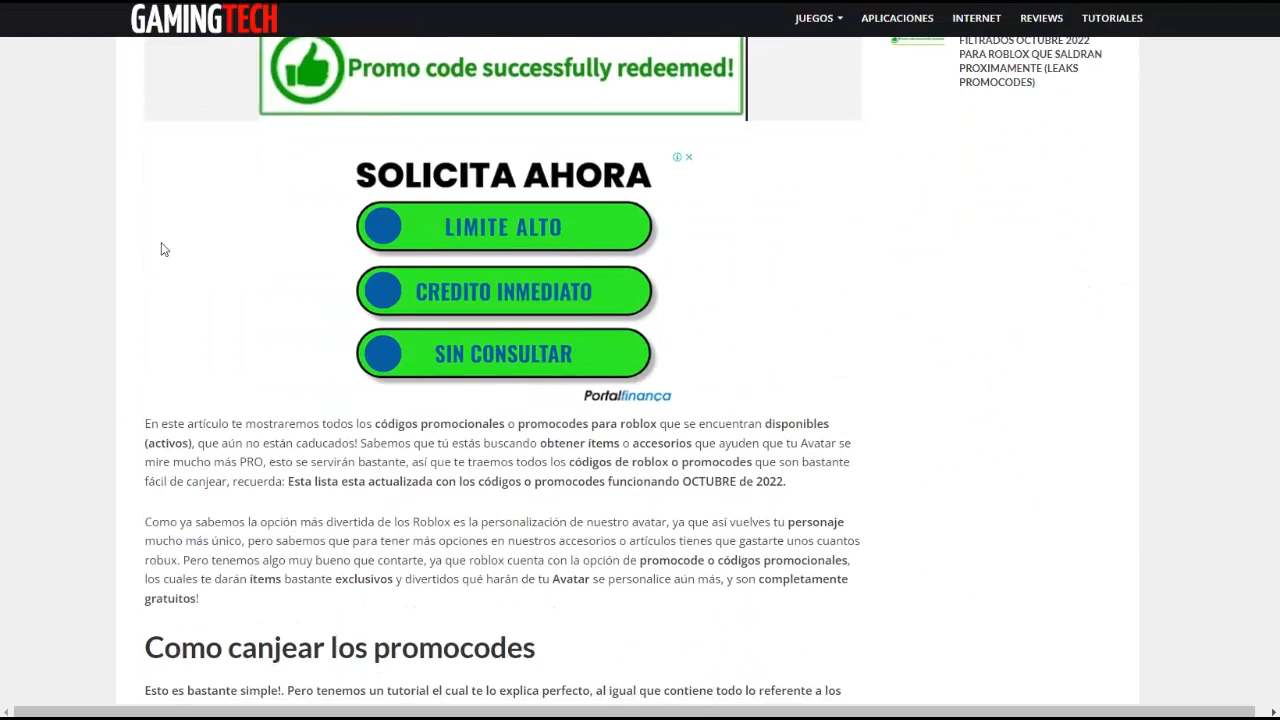 GAMINGTECH
JUEGOS
APLICACIONES
INTERNET
REVIEWS
TUTORIALES
FILTRADOS OCTUBRE 2022
PARA ROBLOX QUE SALDRAN
PROXIMAMENTE (LEAKS
PROMOCODES)
Promo code successfully redeemed!
SOLICITA AHORA
LIMITE ALTO
CREDITO INMEDIATO
SIN CONSULTAR
Portalfinança
En este artículo te mostraremos todos los códigos promocionales o promocodes para roblox que se encuentran disponibles
(activos), que aún no están caducados! Sabemos que tú estás buscando obtener ítems o accesorios que ayuden que tu Avatar se
mire mucho más PRO, esto se servirán bastante, así que te traemos todos los códigos de roblox o promocodes que son bastante
fácil de canjear, recuerda: Esta lista esta actualizada con los códigos o promocodes funcionando OCTUBRE de 2022.
Como ya sabemos la opción más divertida de los Roblox es la personalización de nuestro avatar, ya que así vuelves tu personaje
mucho más único, pero sabemos que para tener más opciones en nuestros accesorios o artículos tienes que gastarte unos cuantos
robux. Pero tenemos algo muy bueno que contarte, ya que roblox cuenta con la opción de promocode o códigos promocionales,
los cuales te darán ítems bastante exclusivos y divertidos qué harán de tu Avatar se personalice aún más, y son completamente
gratuitos!
Como canjear los promocodes
Esto es bastante simple!. Pero tenemos un tutorial el cual te lo explica perfecto, al igual que contiene todo lo referente a los